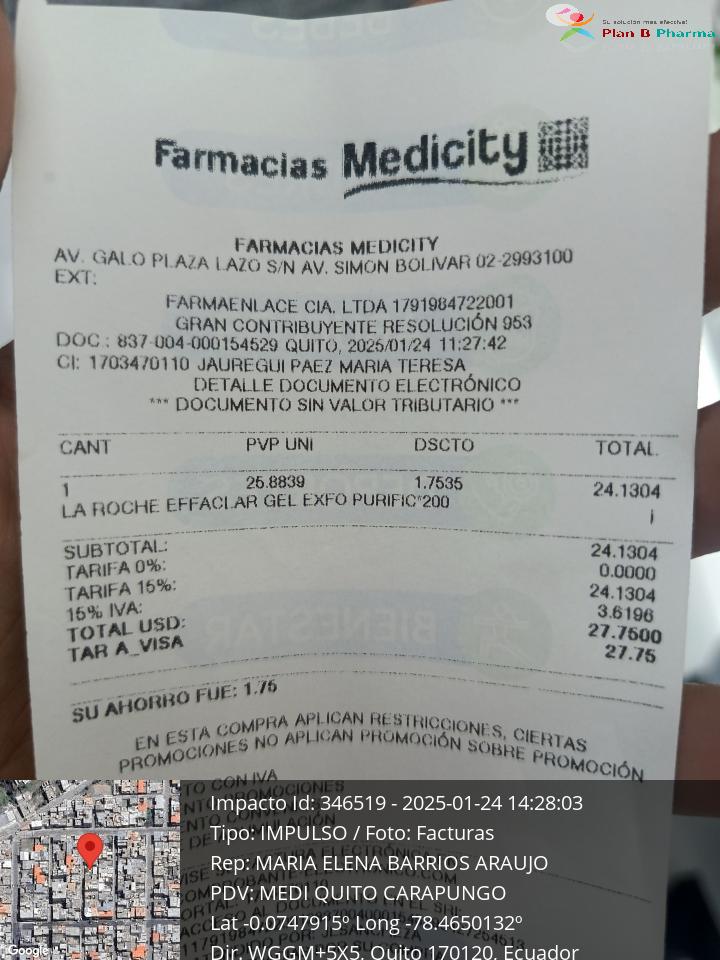 Su solución más efectiva!
Plan B Pharma
Farmacias Medicity
FARMACIAS MEDICITY
AV. GALO PLAZA LAZO S/N AV. SIMON BOLIVAR 02-2993100
EXT:
FARMAENLACE CIA. LTDA 1791984722001
GRAN CONTRIBUYENTE RESOLUCIÓN 953
DOC : 837-004-000154529 QUITO, 2025/01/24 11:27:42
CI: 1703470110 JAUREGUI PAEZ MARIA TERESA
DETALLE DOCUMENTO ELECTRÓNICO
*** DOCUMENTO SIN VALOR TRIBUTARIO ***
CANT PVP UNI DSCTO TOTAL
1 25.8839 1.7535 24.1304
LA ROCHE EFFACLAR GEL EXFO PURIFIC*200 i
SUBTOTAL: 24.1304
TARIFA 0%: 0.0000
TARIFA 15%: 24.1304
15% IVA: 3.6196
TOTAL USD: 27.7500
TAR A_VISA 27.75
SU AHORRO FUE: 1.75
EN ESTA COMPRA APLICAN RESTRICCIONES, CIERTAS
PROMOCIONES NO APLICAN PROMOCIÓN SOBRE PROMOCIÓN
TO CON IVA
Impacto Id: 346519 - 2025-01-24 14:28:03
Tipo: IMPULSO / Foto: Facturas
Rep: MARIA ELENA BARRIOS ARAUJO
PDV: MEDI QUITO CARAPUNGO
Lat -0.0747915º Long -78.4650132º
Dir. WGGM+5X5, Quito 170120, Ecuador
Google